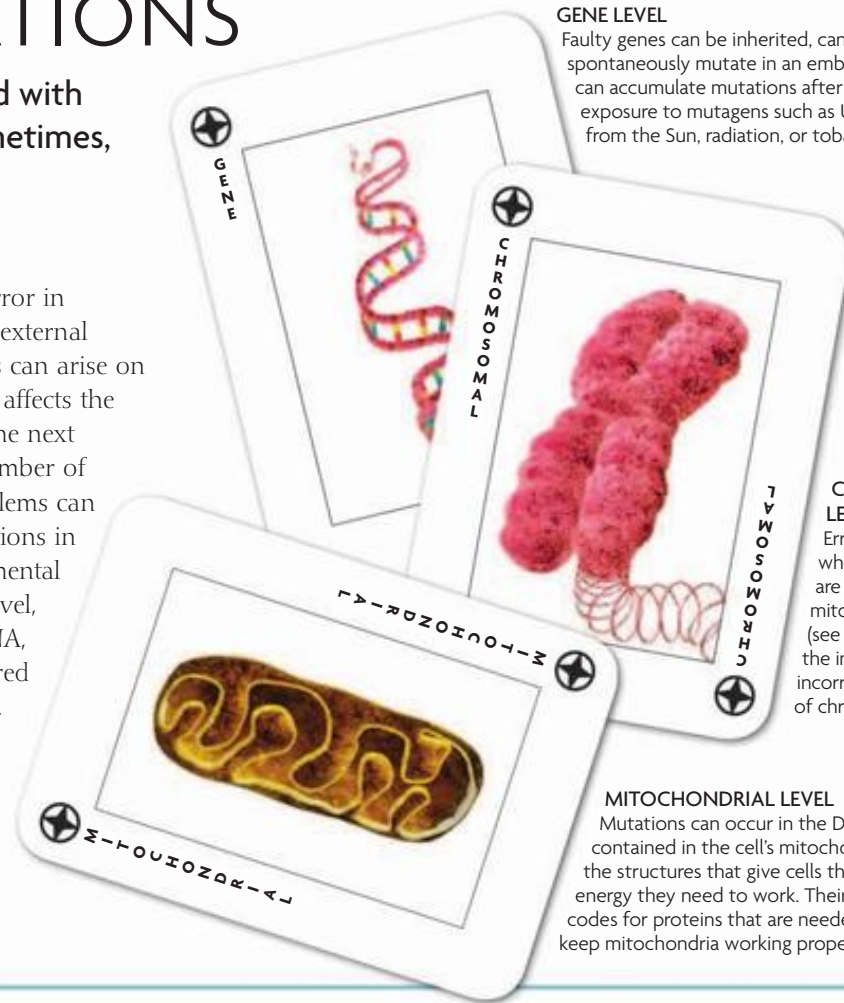 ATIONS
d with
metimes,
rror in
external
s can arise on
affects the
he next
mber of
lems can
ions in
mental
vel,
IA,
red
GENE LEVEL
Faulty genes can be inherited, can
spontaneously mutate in an emb
can accumulate mutations after
exposure to mutagens such as U
from the Sun, radiation, or toba
GENE
CHROMOSOMAL
CHROMOSOMAL
C
LE
Err
wh
are
mito
(see
the in
incorr
of chr
MITOCHONDRIAL
MITOCHONDRIAL
MITOCHONDRIAL LEVEL
Mutations can occur in the D
contained in the cell's mitocho
the structures that give cells th
energy they need to work. Their
codes for proteins that are neede
keep mitochondria working prope